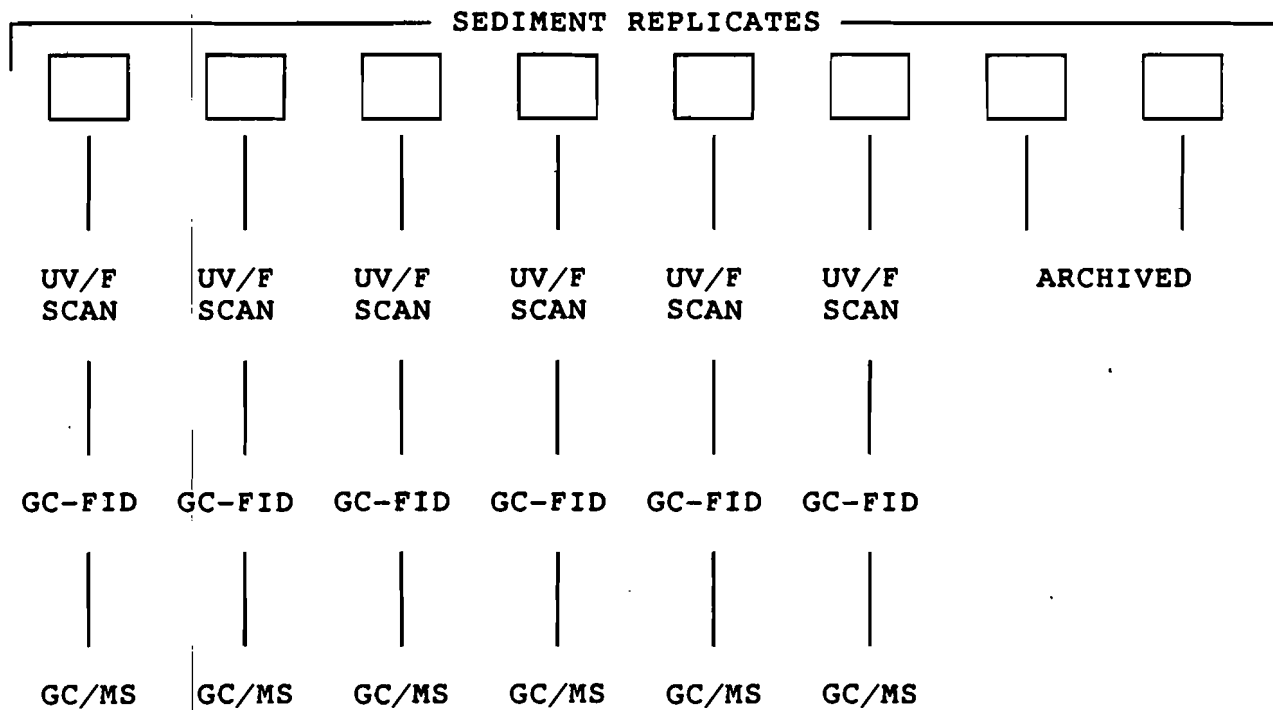 SEDIMENT REPLICATES
UV/F UV/F UV/F UV/F UV/F UV/F ARCHIVED
SCAN SCAN SCAN SCAN SCAN SCAN
GC-FID GC-FID GC-FID GC-FID GC-FID GC-FID
GC/MS GC/MS GC/MS GC/MS GC/MS GC/MS